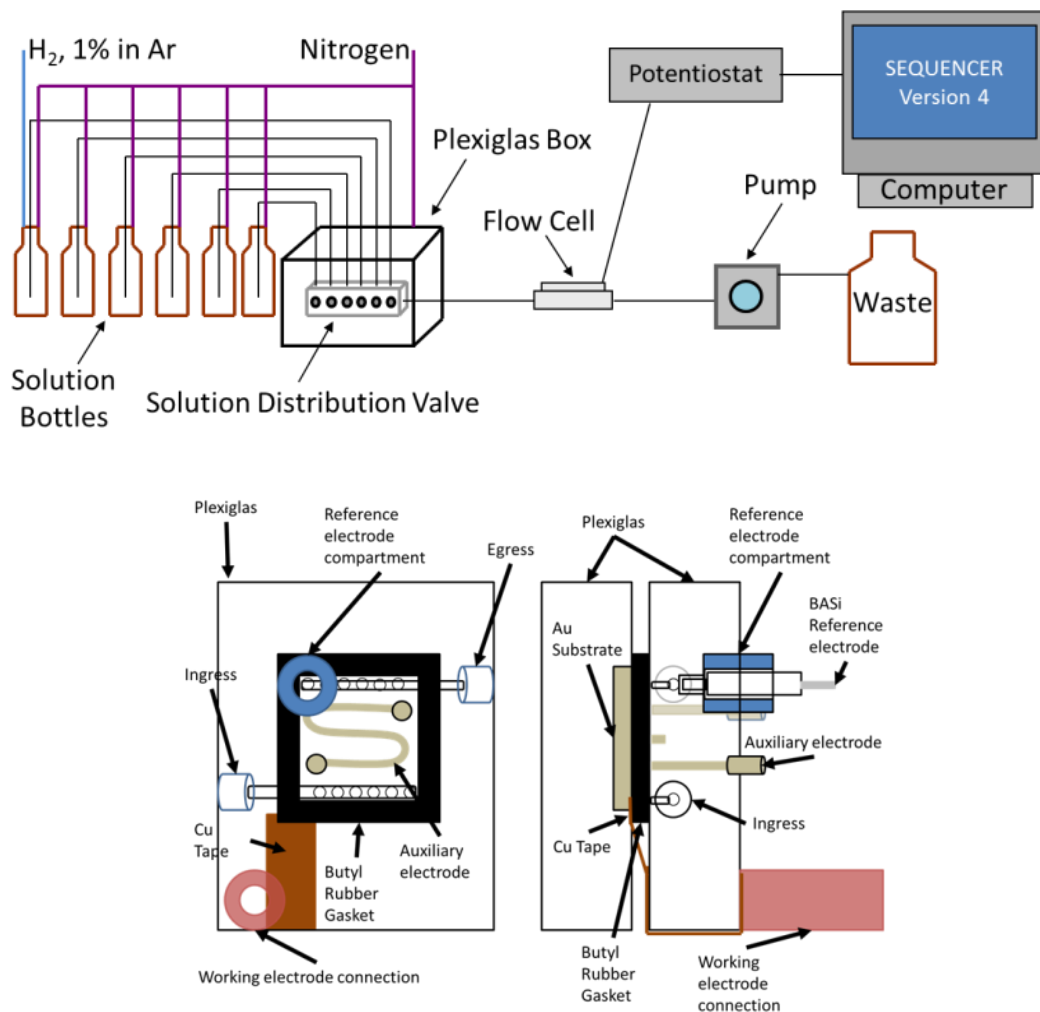 H₂, 1% in Ar
Nitrogen
Potentiostat
SEQUENCER
Version 4
Plexiglas Box
Computer
Pump
Flow Cell
Waste
Solution
Bottles
Solution Distribution Valve
Plexiglas
Reference
electrode
compartment
Egress
Ingress
Cu
Tape
Butyl
Rubber
Gasket
Auxiliary
electrode
Working electrode connection
Plexiglas
Reference
electrode
compartment
BASi
Reference
electrode
Au
Substrate
Auxiliary electrode
Cu Tape
Ingress
Butyl
Rubber
Gasket
Working
electrode
connection